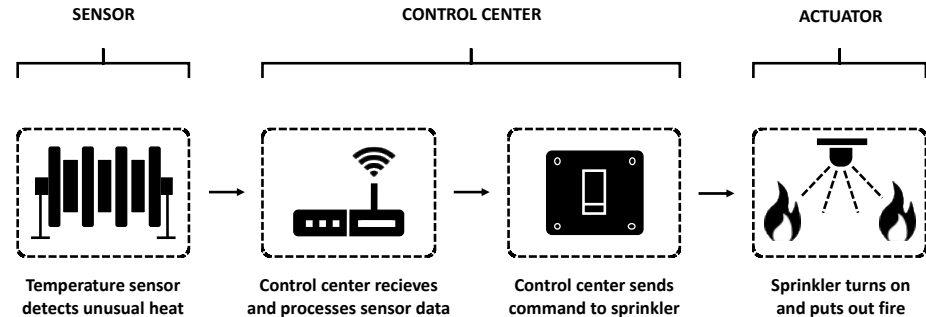 SENSOR
CONTROL CENTER
ACTUATOR
Temperature sensor
detects unusual heat
Control center recieves
and processes sensor data
Control center sends
command to sprinkler
Sprinkler turns on
and puts out fire